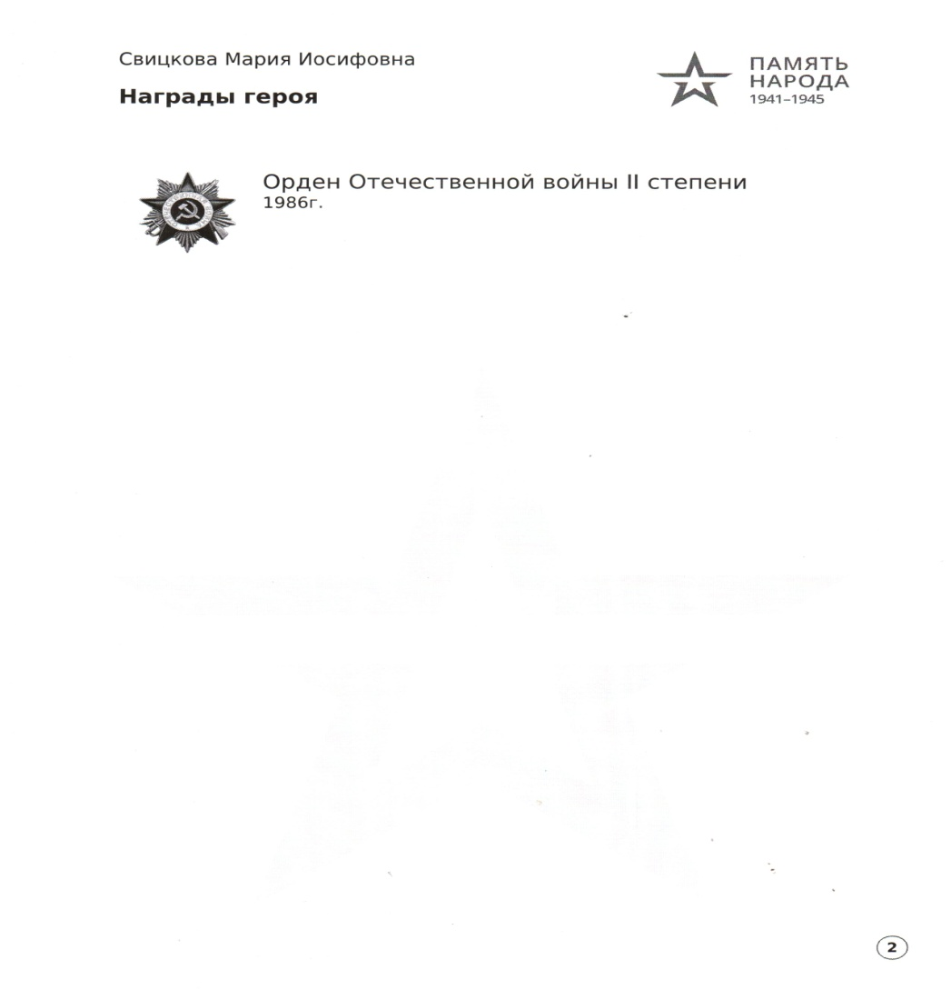 Свицкова Мария Иосифовна
Награды героя
ПАМЯТЬ
НАРОДА
1941–1945
Орден Отечественной войны II степени
1986г.
2